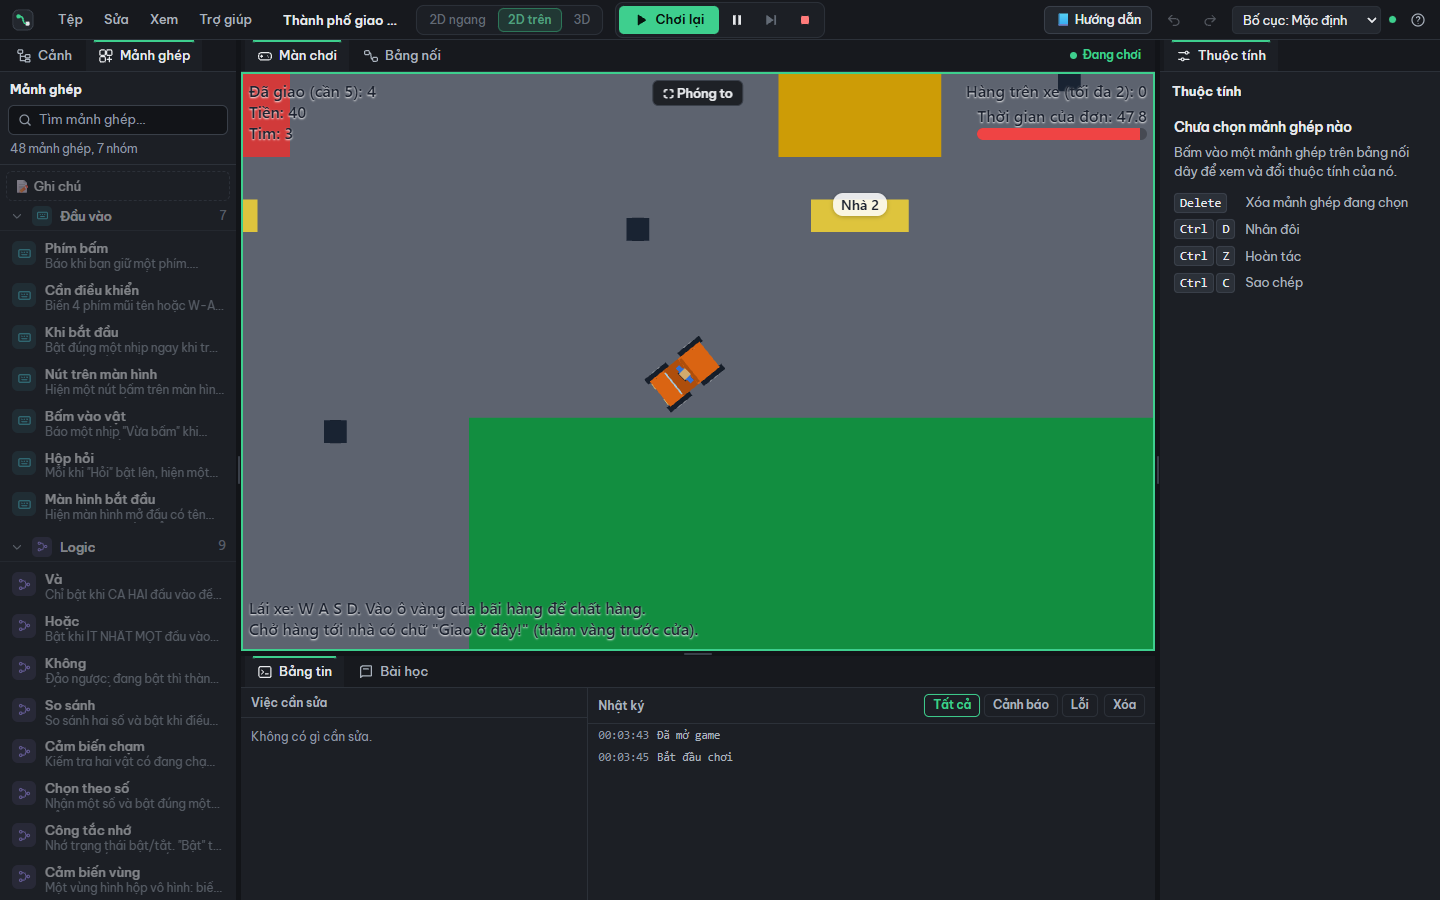 Tệp Sửa Xem Trợ giúp Thành phố giao ... 2D ngang 2D trên 3D Chơi lại Hướng dẫn Bố cục: Mặc định
Cảnh Mảnh ghép
Màn chơi Bảng nối Đang chơi
Thuộc tính
Mảnh ghép
Tìm mảnh ghép...
48 mảnh ghép, 7 nhóm
Ghi chú
Đầu vào 7
Phím bấm
Báo khi bạn giữ một phím....
Cần điều khiển
Biến 4 phím mũi tên hoặc W-A...
Khi bắt đầu
Bật đúng một nhịp ngay khi tr...
Nút trên màn hình
Hiện một nút bấm trên màn hìn...
Bấm vào vật
Báo một nhịp "Vừa bấm" khi...
Hộp hỏi
Mỗi khi "Hỏi" bật lên, hiện một...
Màn hình bắt đầu
Hiện màn hình mở đầu có tên...
Logic 9
Và
Chỉ bật khi CẢ HAI đầu vào đề...
Hoặc
Bật khi ÍT NHẤT MỘT đầu vào...
Không
Đảo ngược: đang bật thì thàn...
So sánh
So sánh hai số và bật khi điều...
Cảm biến chạm
Kiểm tra hai vật có đang chạ...
Chọn theo số
Nhận một số và bật đúng một...
Công tắc nhớ
Nhớ trạng thái bật/tắt. "Bật" t...
Cảm biến vùng
Một vùng hình hộp vô hình: biế...
Đã giao (cần 5): 4
Tiền: 40
Tim: 3
Phóng to
Hàng trên xe (tối đa 2): 0
Thời gian của đơn: 47.8
Nhà 2
Lái xe: W A S D. Vào ô vàng của bãi hàng để chất hàng.
Chở hàng tới nhà có chữ "Giao ở đây!" (thảm vàng trước cửa).
Bảng tin Bài học
Việc cần sửa
Không có gì cần sửa.
Nhật ký Tất cả Cảnh báo Lỗi Xóa
00:03:43 Đã mở game
00:03:45 Bắt đầu chơi
Thuộc tính
Chưa chọn mảnh ghép nào
Bấm vào một mảnh ghép trên bảng nối
dây để xem và đổi thuộc tính của nó.
Delete Xóa mảnh ghép đang chọn
Ctrl D Nhân đôi
Ctrl Z Hoàn tác
Ctrl C Sao chép